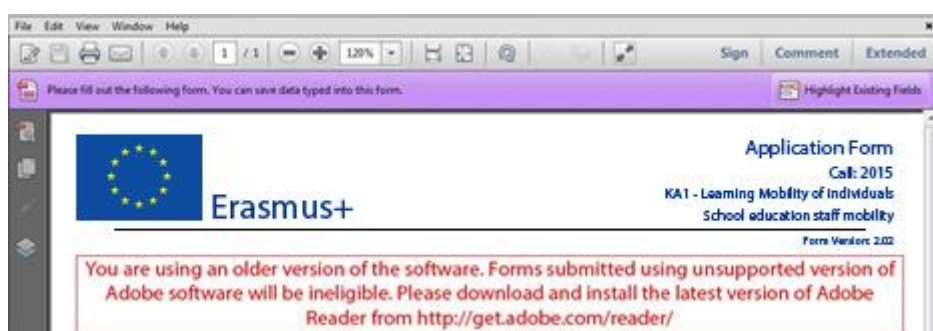 File Edit View Window Help
1 / 1 120% Sign Comment Extended
Please fill out the following form. You can save data typed into this form. Highlight Existing Fields
Application Form
Call: 2015
Erasmus+ KA1 - Learning Mobility of Individuals
School education staff mobility
Form Version: 2.02
You are using an older version of the software. Forms submitted using unsupported version of
Adobe software will be ineligible. Please download and install the latest version of Adobe
Reader from http://get.adobe.com/reader/